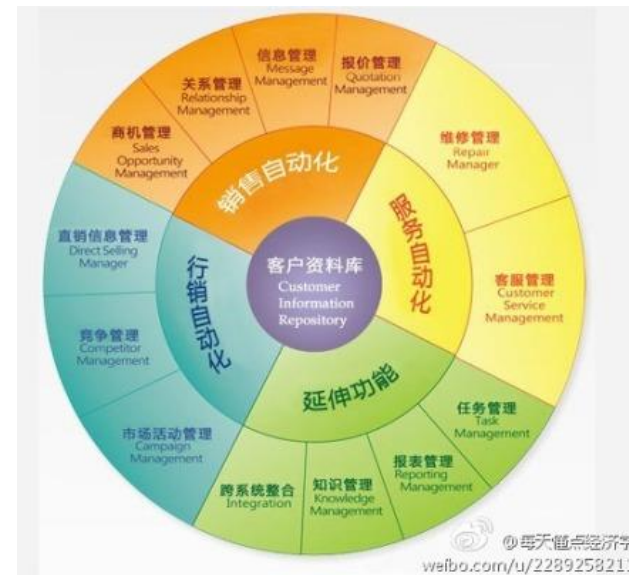 信息管理
Message
Management
报价管理
Quotation
Management
关系管理
Relationship
Management
商机管理
Sales
Opportunity
Management
销售自动化
维修管理
Repair
Manager
客服管理
Customer
Service
Management
服务自动化
直销信息管理
Direct Selling
Manager
竞争管理
Competitor
Management
市场活动管理
Campaign
Management
行销自动化
客户资料库
Customer
Information
Repository
延伸功能
任务管理
Task
Management
报表管理
Reporting
Management
知识管理
Knowledge
Management
跨系统整合
Integration
@每天懂点经济学
weibo.com/u/2289258211